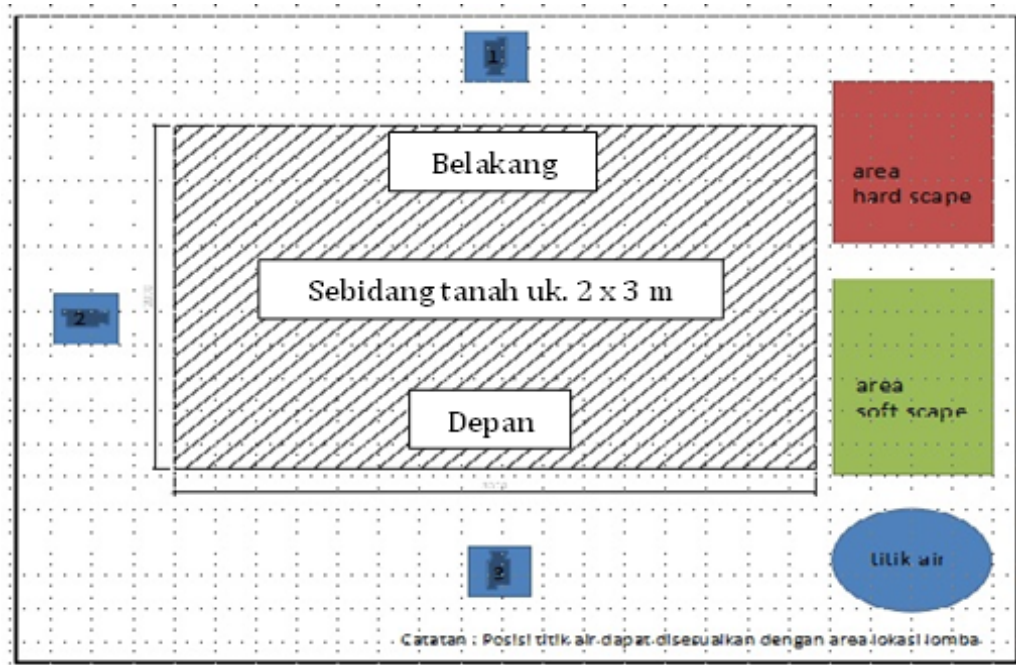 1
Belakang
area
hard scape
Sebidang tanah uk. 2 x 3 m
2
area
soft scape
Depan
titik air
2
Catatan : Posisi titik air dapat disesuaikan dengan area lokasi lomba